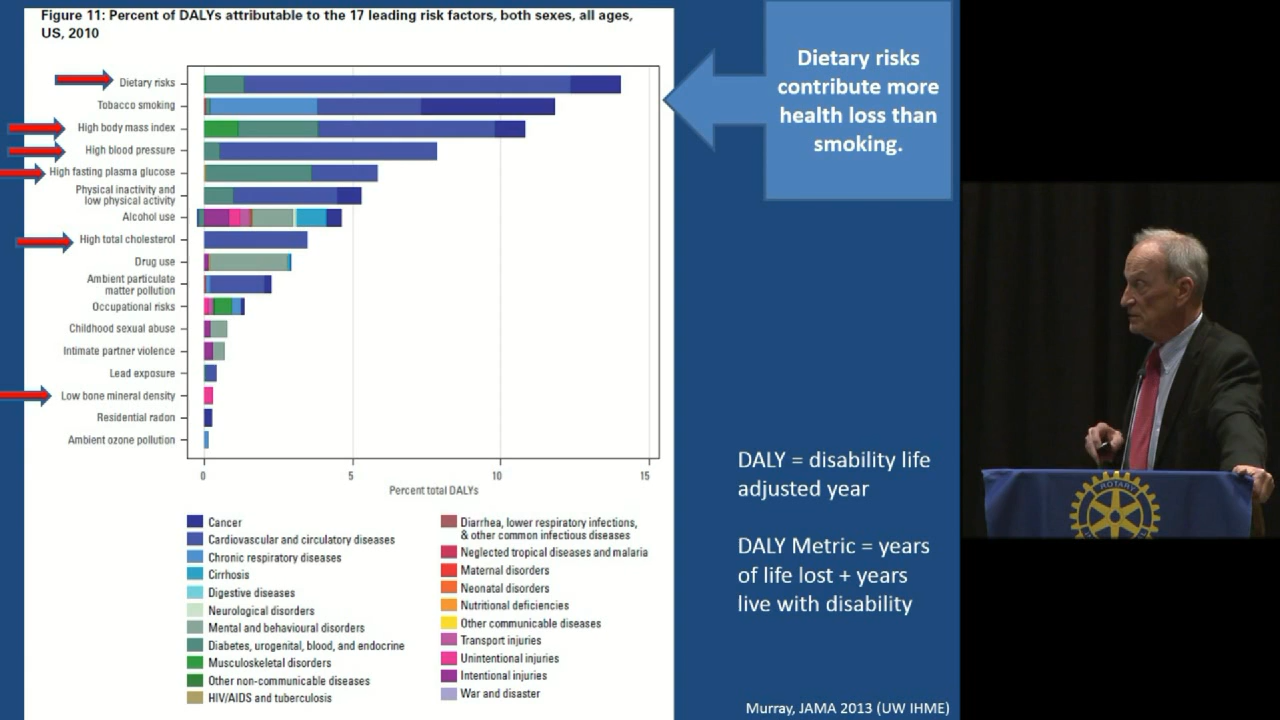 Figure 11: Percent of DALYs attributable to the 17 leading risk factors, both sexes, all ages,
US, 2010
Dietary risks
Tobacco smoking
High body mass index
High blood pressure
High fasting plasma glucose
Physical inactivity and
low physical activity
Alcohol use
High total cholesterol
Drug use
Ambient particulate
matter pollution
Occupational risks
Childhood sexual abuse
Intimate partner violence
Lead exposure
Low bone mineral density
Residential radon
Ambient ozone pollution
0 5 10 15
Percent total DALYs
Cancer
Cardiovascular and circulatory diseases
Chronic respiratory diseases
Cirrhosis
Digestive diseases
Neurological disorders
Mental and behavioural disorders
Diabetes, urogenital, blood, and endocrine
Musculoskeletal disorders
Other non-communicable diseases
HIV/AIDS and tuberculosis
Diarrhea, lower respiratory infections,
& other common infectious diseases
Neglected tropical diseases and malaria
Maternal disorders
Neonatal disorders
Nutritional deficiencies
Other communicable diseases
Transport injuries
Unintentional injuries
Intentional injuries
War and disaster
Dietary risks
contribute more
health loss than
smoking.
DALY = disability life
adjusted year
DALY Metric = years
of life lost + years
live with disability
Murray, JAMA 2013 (UW IHME)
ROTARY